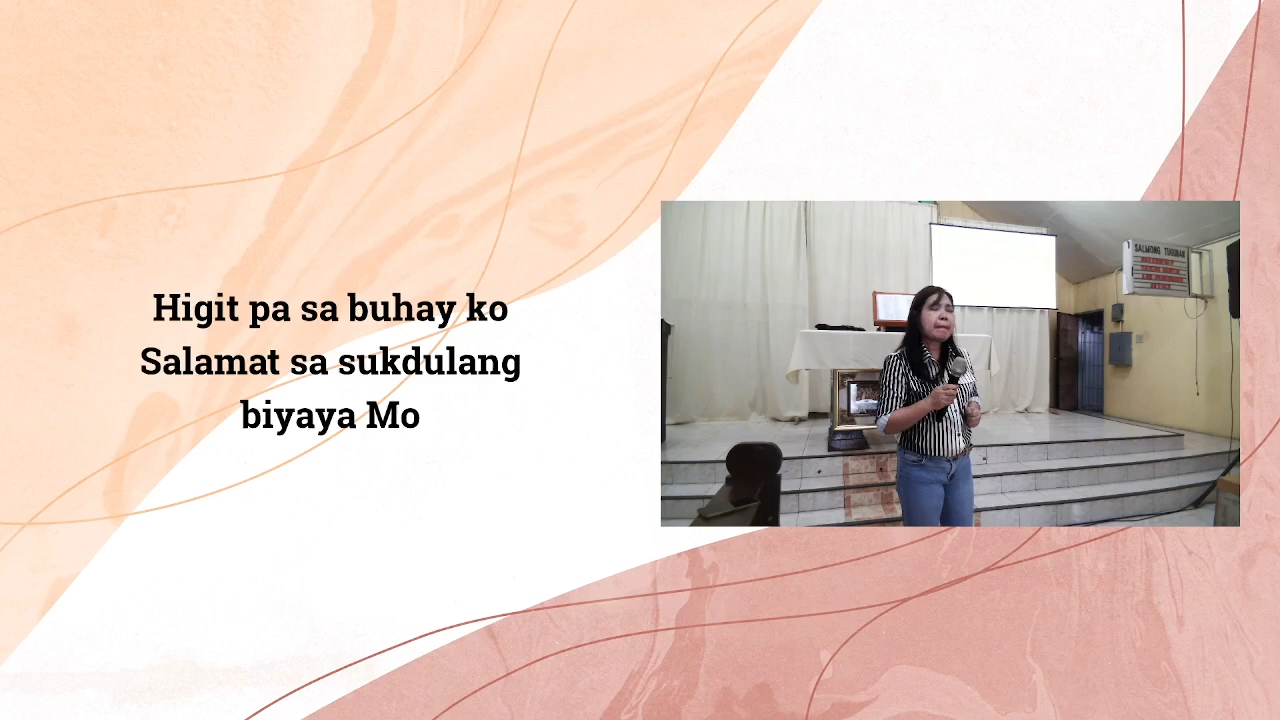 Higit pa sa buhay ko
Salamat sa sukdulang
biyaya Mo
SALMONG TUGUNAN